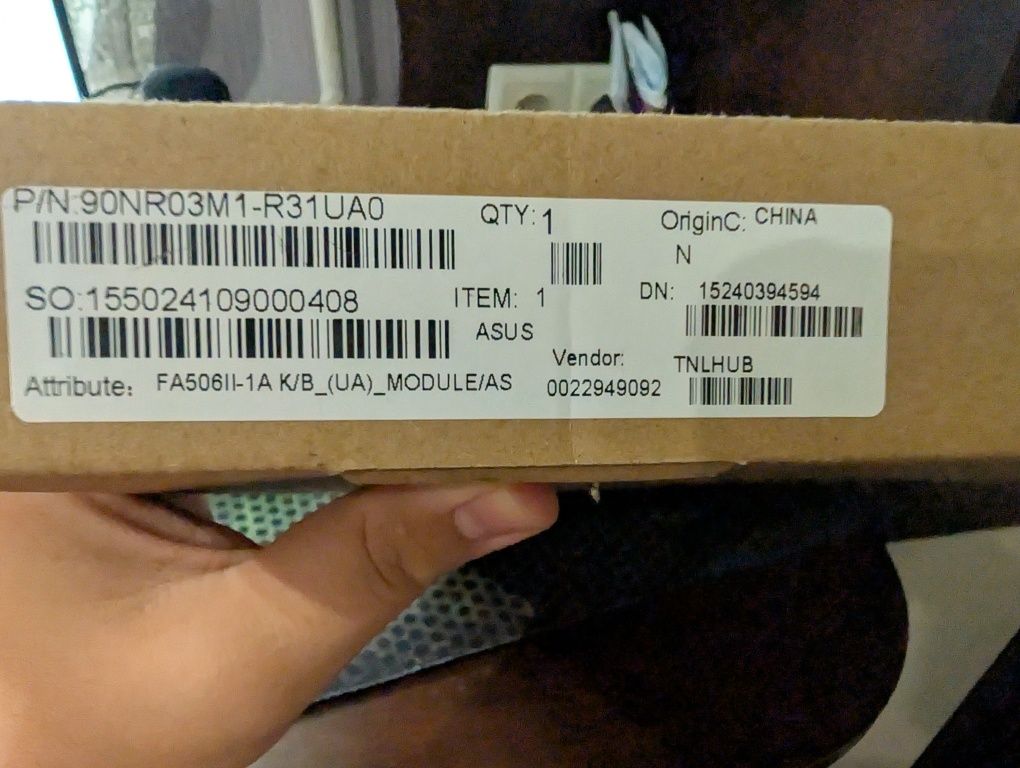 P/N:90NR03M1-R31UA0
QTY: 1
OriginC: CHINA
N
SO:155024109000408
ITEM: 1
DN: 15240394594
ASUS
Vendor: TNLHUB
Attribute: FA506II-1A K/B_(UA)_MODULE/AS
0022949092